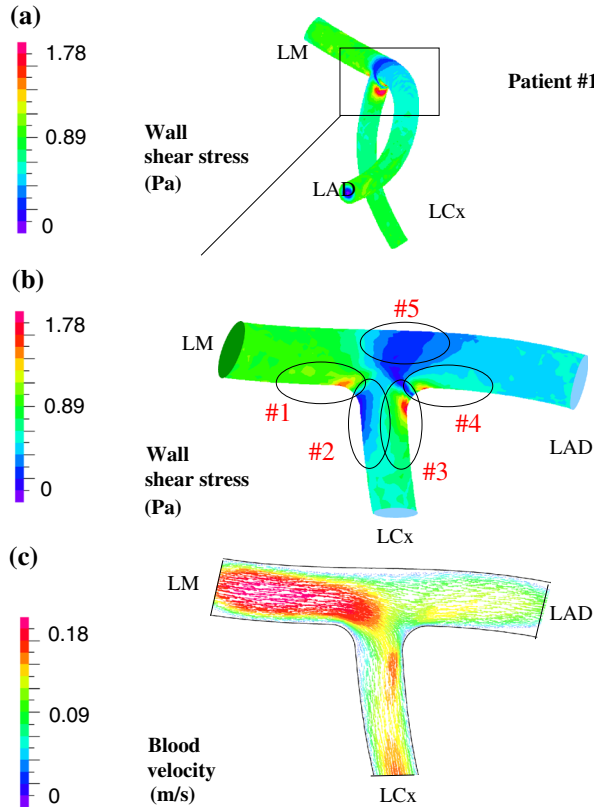 (a)
1.78
0.89
0
Wall
shear stress
(Pa)
LM
LAD
LCx
Patient #1
(b)
1.78
0.89
0
Wall
shear stress
(Pa)
LM
#1
#2
#3
#4
#5
LAD
LCx
(c)
0.18
0.09
0
Blood
velocity
(m/s)
LM
LAD
LCx